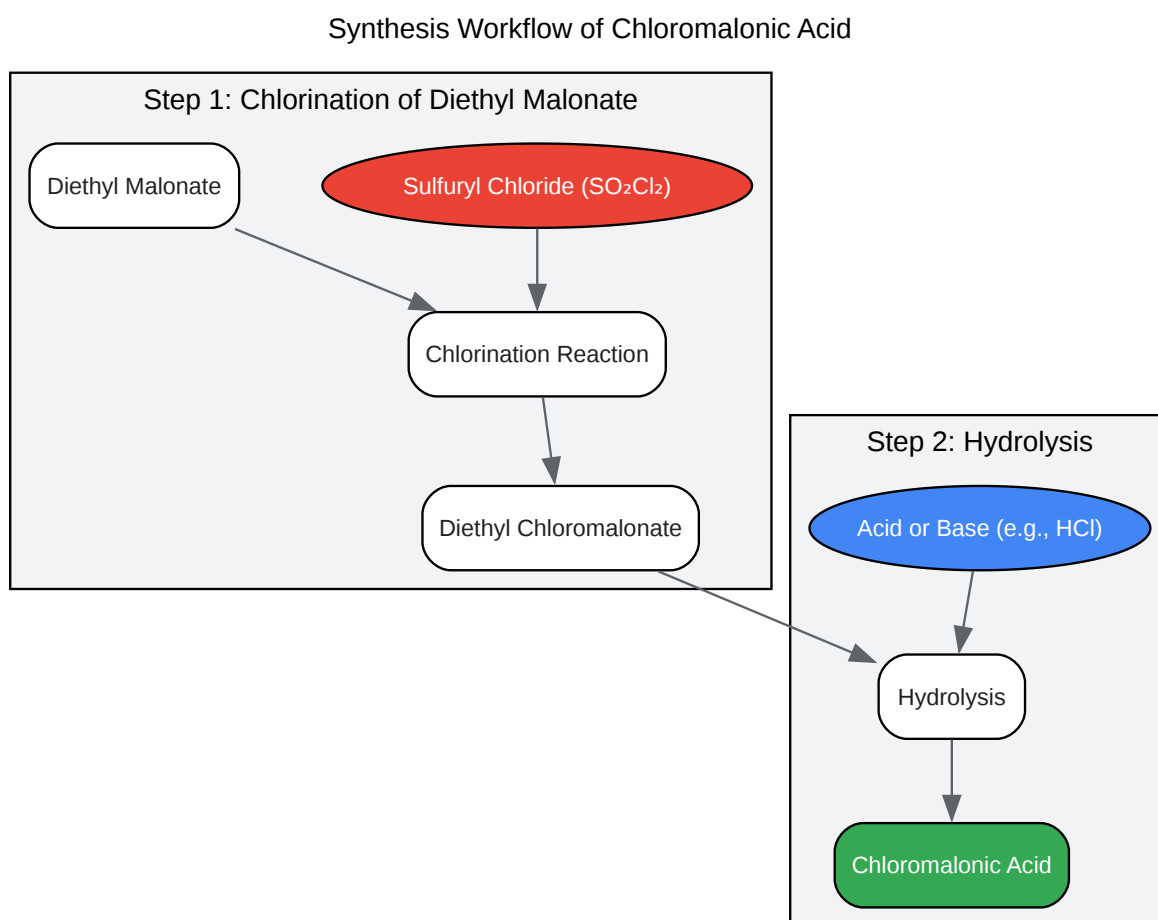 Synthesis Workflow of Chloromalonic Acid
Step 1: Chlorination of Diethyl Malonate
Diethyl Malonate
Sulfuryl Chloride (SO₂Cl₂)
Chlorination Reaction
Diethyl Chloromalonate
Step 2: Hydrolysis
Acid or Base (e.g., HCl)
Hydrolysis
Chloromalonic Acid